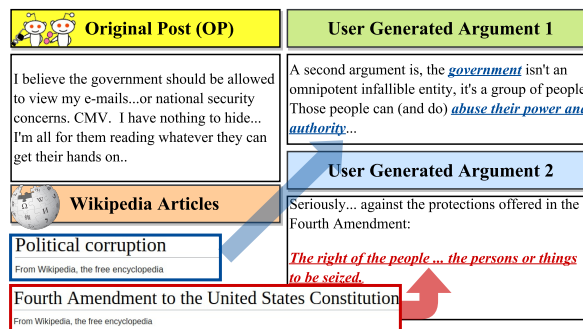 Original Post (OP)
I believe the government should be allowed
to view my e-mails...or national security
concerns. CMV. I have nothing to hide...
I'm all for them reading whatever they can
get their hands on..
Wikipedia Articles
Political corruption
From Wikipedia, the free encyclopedia
Fourth Amendment to the United States Constitution
From Wikipedia, the free encyclopedia
User Generated Argument 1
A second argument is, the government isn't an
omnipotent infallible entity, it's a group of people
Those people can (and do) abuse their power and
authority...
User Generated Argument 2
Seriously... against the protections offered in the
Fourth Amendment:
The right of the people ... the persons or things
to be seized.